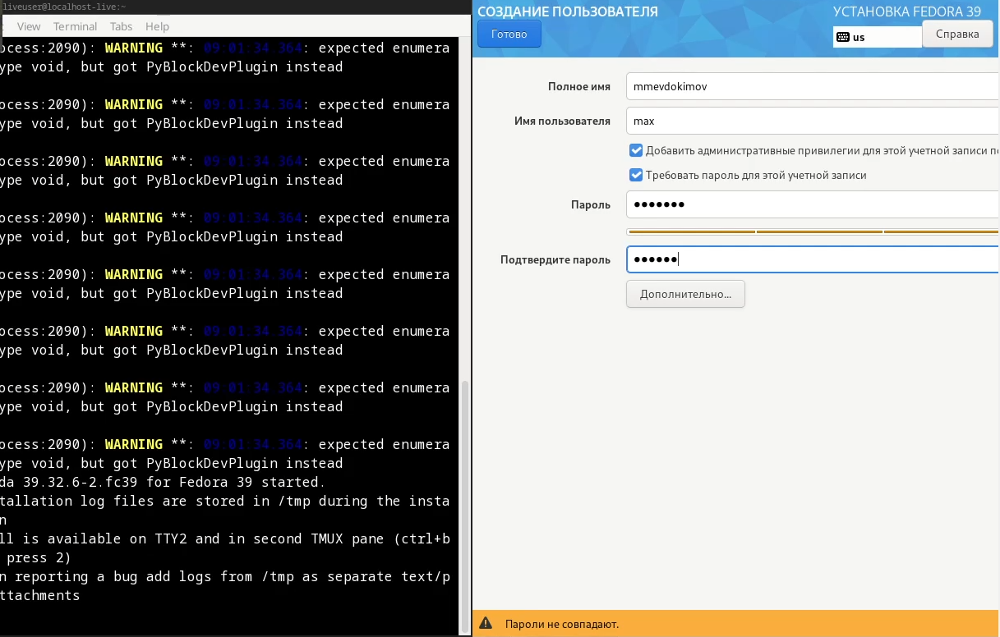 liveuser@localhost-live:~
View Terminal Tabs Help
ocess:2090): WARNING **: 09:01:34.364: expected enumera
ype void, but got PyBlockDevPlugin instead
ocess:2090): WARNING **: 09:01:34.364: expected enumera
ype void, but got PyBlockDevPlugin instead
ocess:2090): WARNING **: 09:01:34.364: expected enumera
ype void, but got PyBlockDevPlugin instead
ocess:2090): WARNING **: 09:01:34.364: expected enumera
ype void, but got PyBlockDevPlugin instead
ocess:2090): WARNING **: 09:01:34.364: expected enumera
ype void, but got PyBlockDevPlugin instead
ocess:2090): WARNING **: 09:01:34.364: expected enumera
ype void, but got PyBlockDevPlugin instead
ocess:2090): WARNING **: 09:01:34.364: expected enumera
ype void, but got PyBlockDevPlugin instead
ocess:2090): WARNING **: 09:01:34.364: expected enumera
ype void, but got PyBlockDevPlugin instead
da 39.32.6-2.fc39 for Fedora 39 started.
tallation log files are stored in /tmp during the insta
n
ll is available on TTY2 and in second TMUX pane (ctrl+b
press 2)
n reporting a bug add logs from /tmp as separate text/p
ttachments
СОЗДАНИЕ ПОЛЬЗОВАТЕЛЯ
УСТАНОВКА FEDORA 39
Готово
us
Справка
Полное имя
mmevdokimov
Имя пользователя
max
Добавить административные привилегии для этой учетной записи по
Требовать пароль для этой учетной записи
Пароль
●●●●●●●
Подтвердите пароль
●●●●●●
Дополнительно...
Пароли не совпадают.